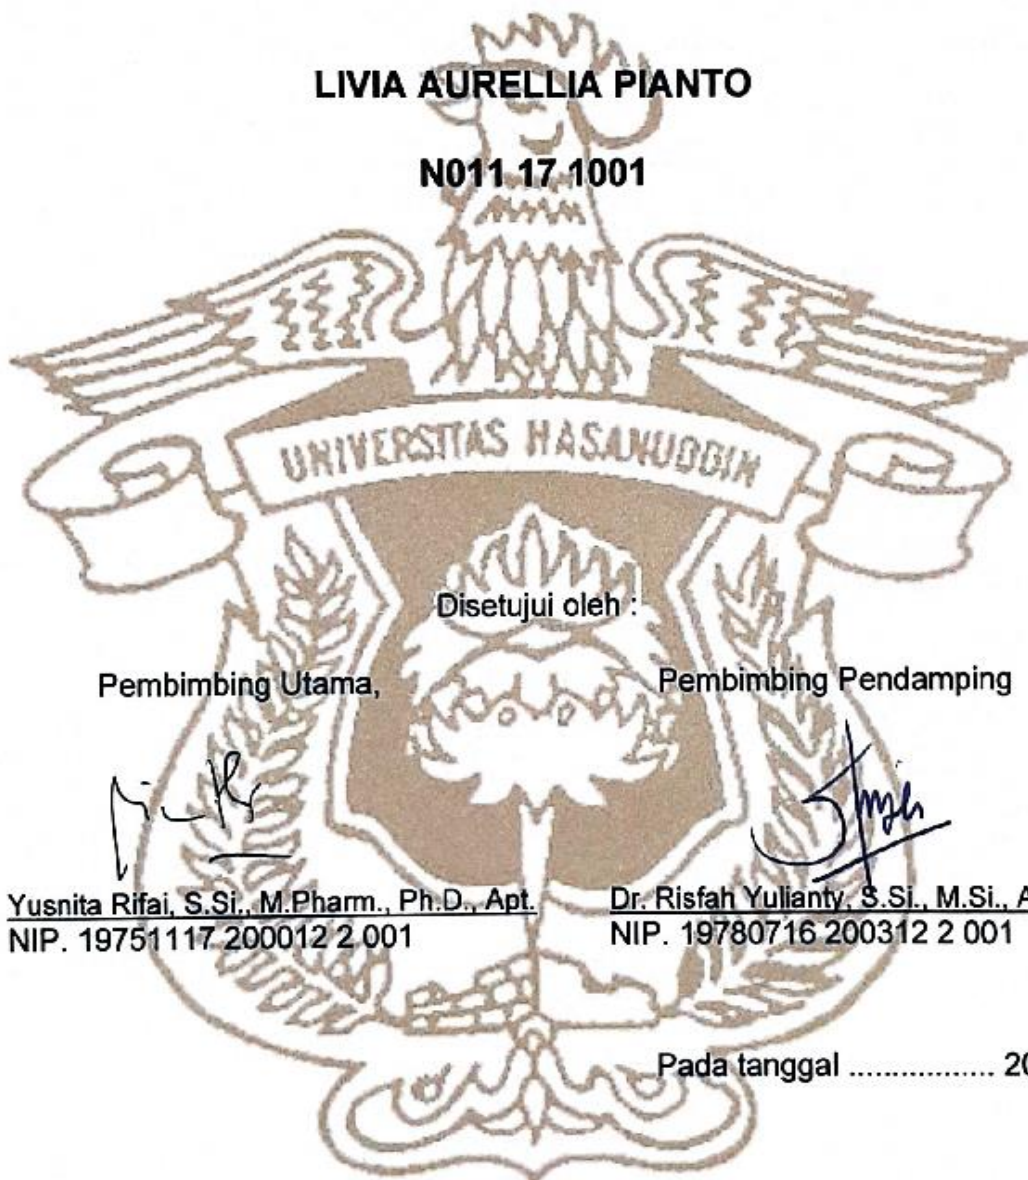 LIVIA AURELLIA PIANTO
N011 17 1001
UNIVERSITAS HASANUDDIN
Disetujui oleh :
Pembimbing Utama,
Pembimbing Pendamping
Yusnita Rifai, S.Si., M.Pharm., Ph.D., Apt.
NIP. 19751117 200012 2 001
Dr. Risfah Yulianty, S.Si., M.Si., A
NIP. 19780716 200312 2 001
Pada tanggal ................ 20